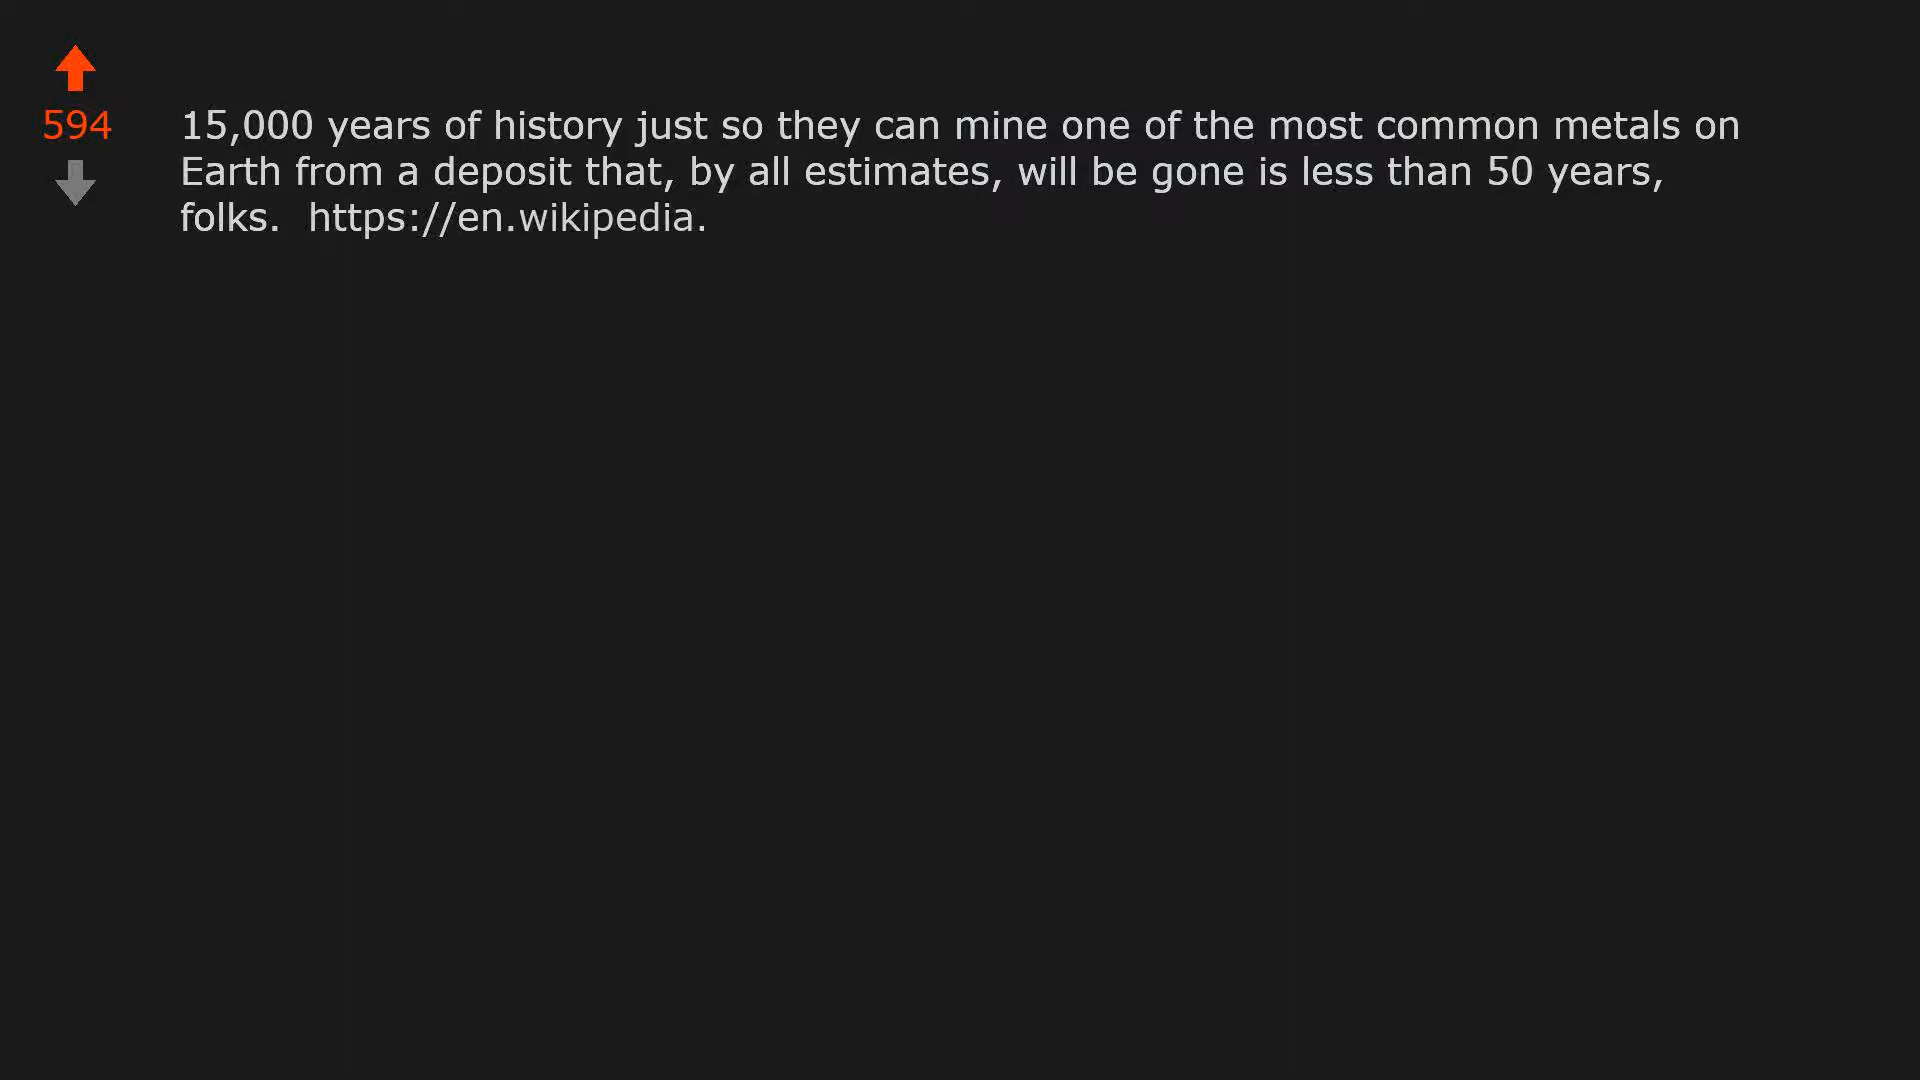 594
15,000 years of history just so they can mine one of the most common metals on
Earth from a deposit that, by all estimates, will be gone is less than 50 years,
folks.  https://en.wikipedia.